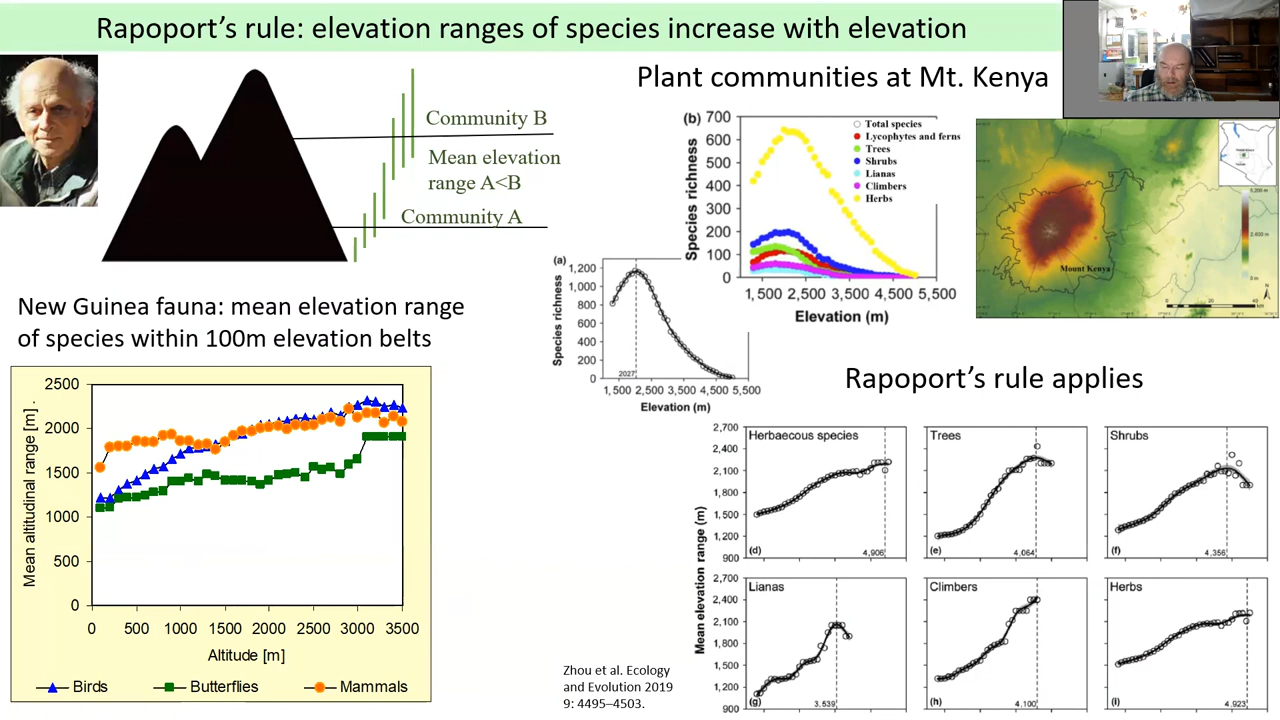 Rapoport's rule: elevation ranges of species increase with elevation
Community B
Mean elevation
range A<B
Community A
Plant communities at Mt. Kenya
(b)
700
600
500
400
300
200
100
0
Species richness
Total species
Lycophytes and ferns
Trees
Shrubs
Lianas
Climbers
Herbs
1,500 2,500 3,500 4,500 5,500
Elevation (m)
Mount Kenya
(a)
1,200
1,000
800
600
400
200
0
Species richness
2027
1,500 2,500 3,500 4,500 5,500
Elevation (m)
New Guinea fauna: mean elevation range
of species within 100m elevation belts
2500
2000
1500
1000
500
0
Mean altitudinal range [m] .
0 500 1000 1500 2000 2500 3000 3500
Altitude [m]
Birds Butterflies Mammals
Rapoport's rule applies
Mean elevation range (m)
2,700
2,400
2,100
1,800
1,500
1,200
900
Herbaecous species
(d)
4,906
Trees
(e)
4,064
Shrubs
(f)
4,356
2,700
2,400
2,100
1,800
1,500
1,200
900
Lianas
(g)
3,539
Climbers
(h)
4,100
Herbs
(i)
4,923
Zhou et al. Ecology
and Evolution 2019
9: 4495–4503.